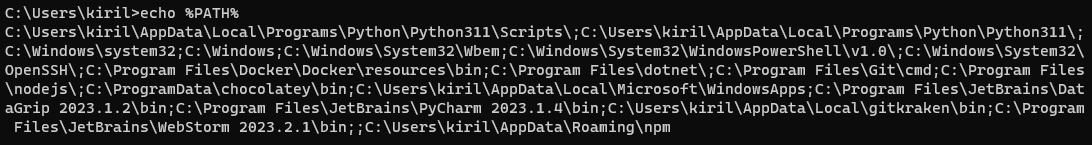 C:\Users\kiril>echo %PATH%
C:\Users\kiril\AppData\Local\Programs\Python\Python311\Scripts\;C:\Users\kiril\AppData\Local\Programs\Python\Python311\;
C:\Windows\system32;C:\Windows;C:\Windows\System32\Wbem;C:\Windows\System32\WindowsPowerShell\v1.0\;C:\Windows\System32\
OpenSSH\;C:\Program Files\Docker\Docker\resources\bin;C:\Program Files\dotnet\;C:\Program Files\Git\cmd;C:\Program Files
\nodejs\;C:\ProgramData\chocolatey\bin;C:\Users\kiril\AppData\Local\Microsoft\WindowsApps;C:\Program Files\JetBrains\Dat
aGrip 2023.1.2\bin;C:\Program Files\JetBrains\PyCharm 2023.1.4\bin;C:\Users\kiril\AppData\Local\gitkraken\bin;C:\Program
 Files\JetBrains\WebStorm 2023.2.1\bin;;C:\Users\kiril\AppData\Roaming\npm